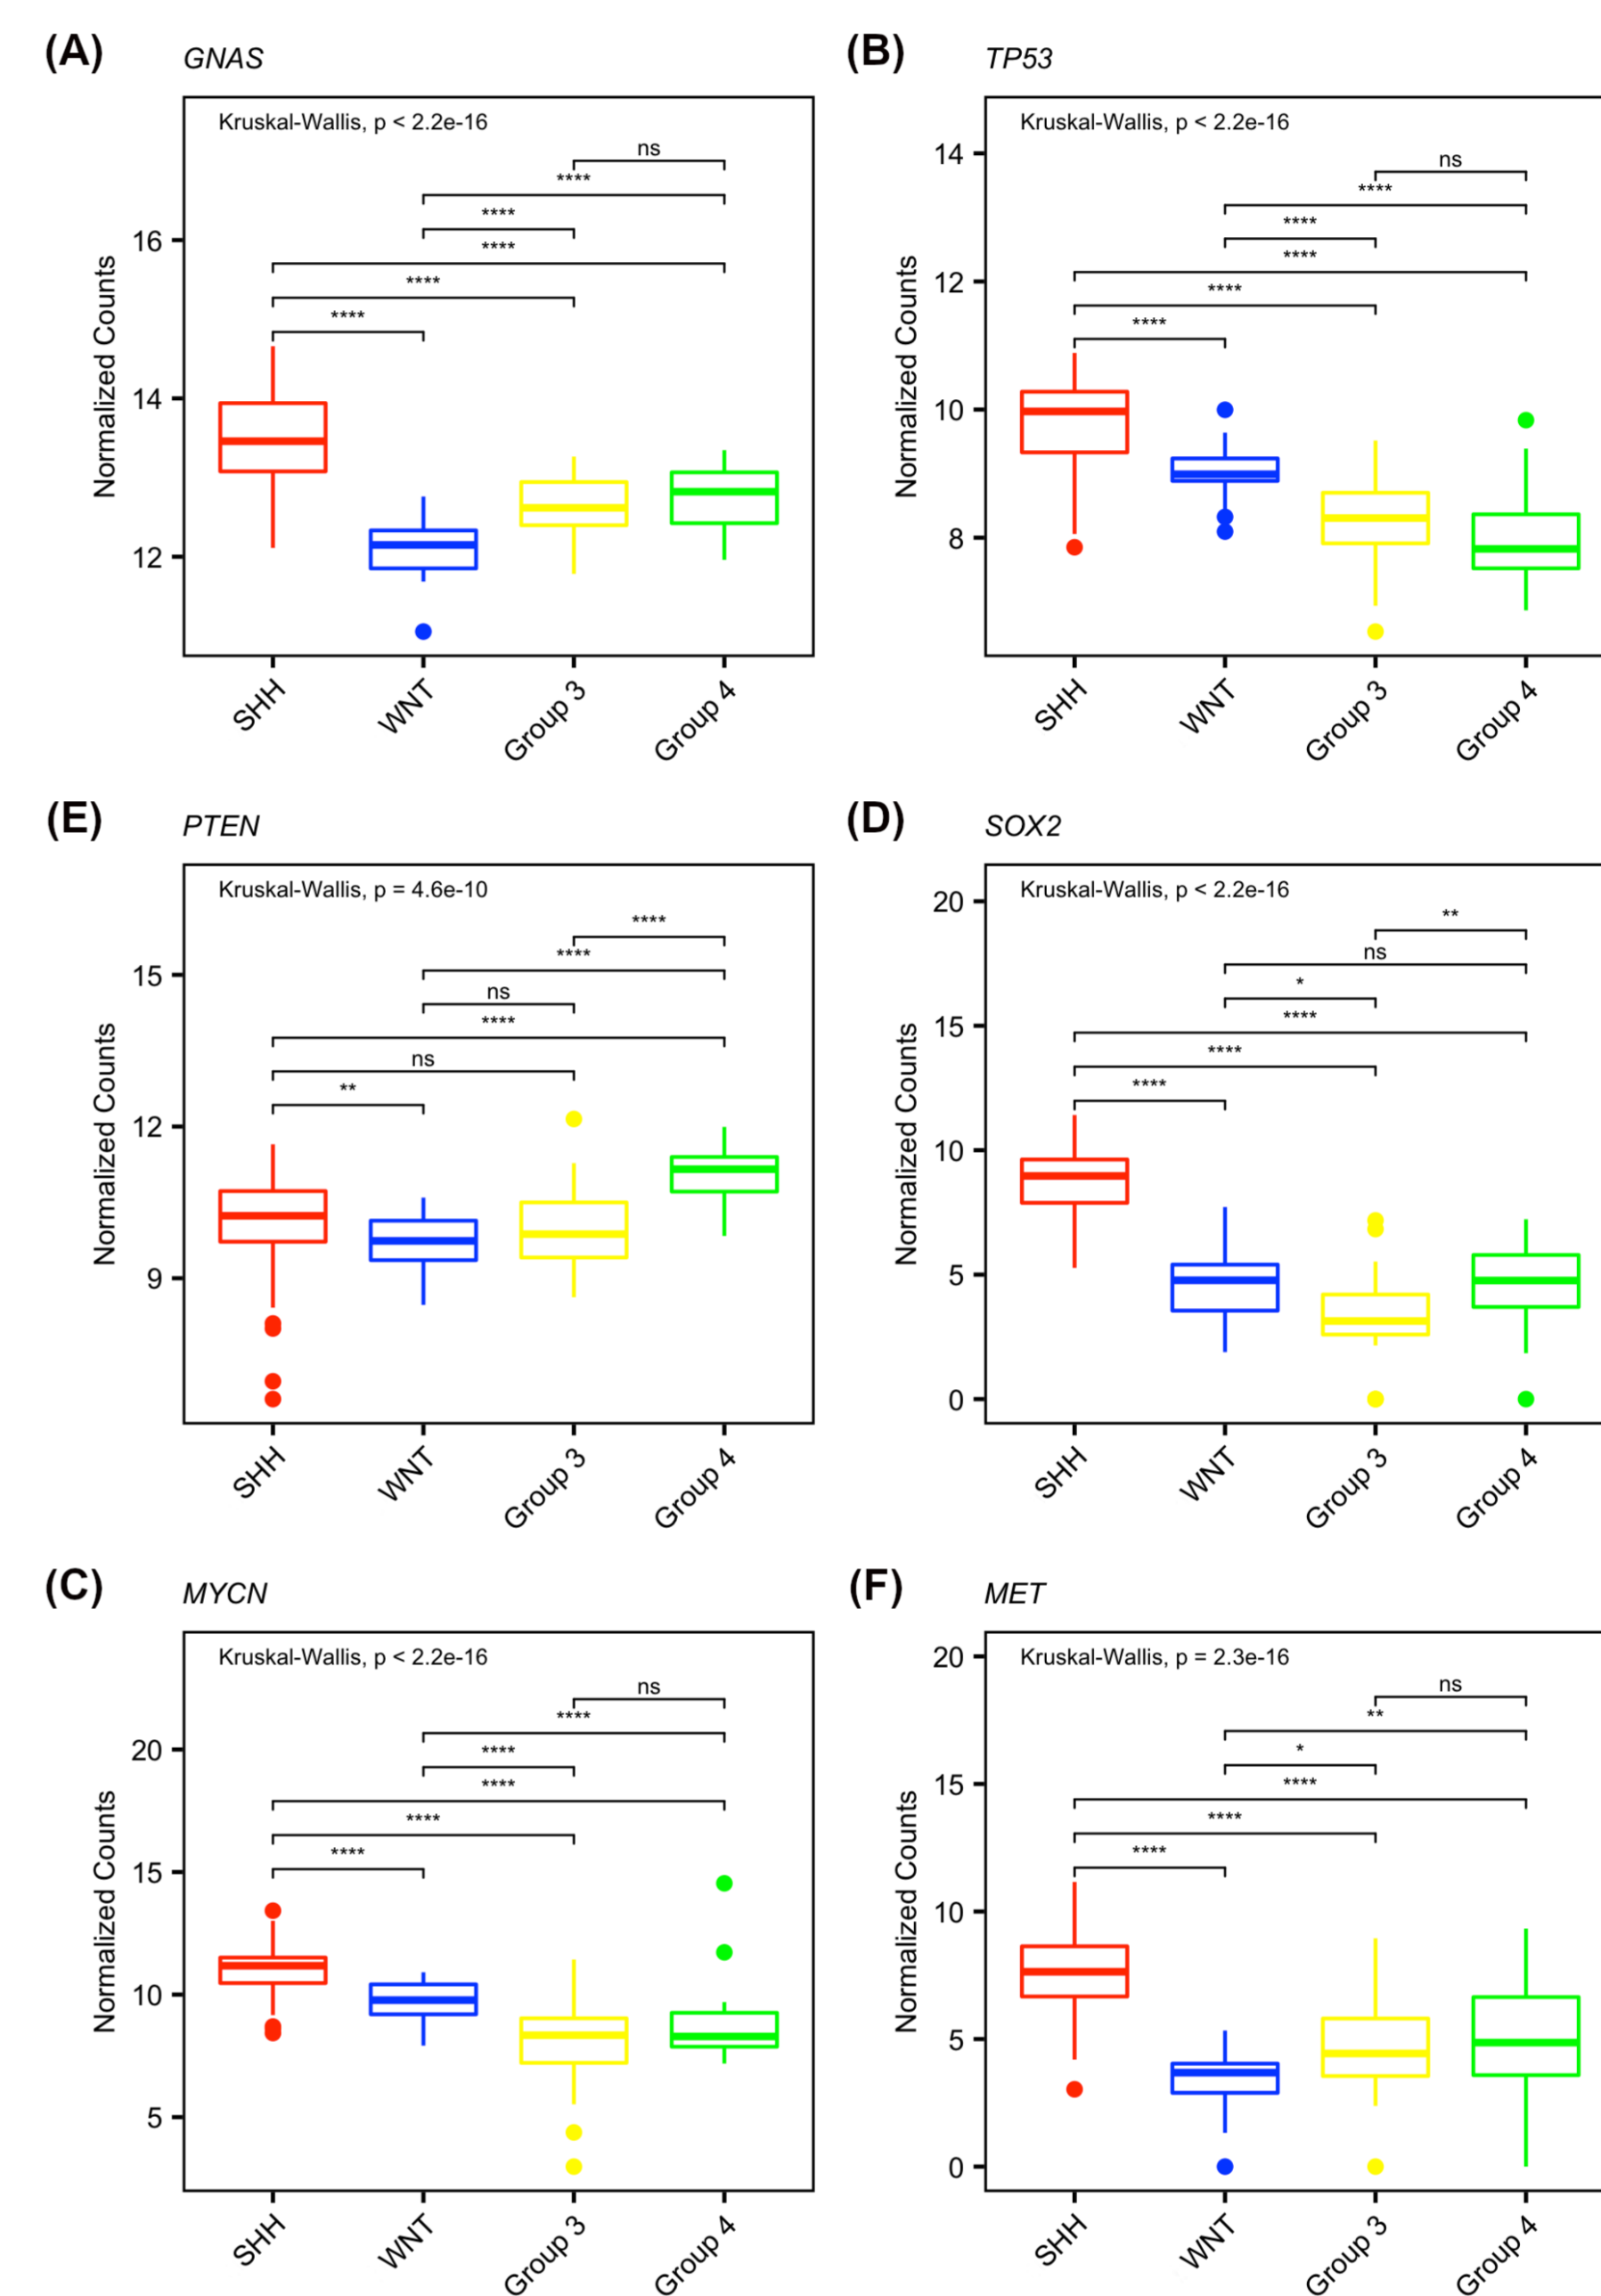 (A) GNAS
Kruskal-Wallis, p < 2.2e-16
ns
****
****
****
****
****
Normalized Counts
16
14
12
SHH
WNT
Group 3
Group 4
(B) TP53
Kruskal-Wallis, p < 2.2e-16
ns
****
****
****
****
****
Normalized Counts
14
12
10
8
SHH
WNT
Group 3
Group 4
(E) PTEN
Kruskal-Wallis, p = 4.6e-10
****
****
ns
****
ns
**
Normalized Counts
15
12
9
SHH
WNT
Group 3
Group 4
(D) SOX2
Kruskal-Wallis, p < 2.2e-16
**
ns
*
****
****
****
Normalized Counts
20
15
10
5
0
SHH
WNT
Group 3
Group 4
(C) MYCN
Kruskal-Wallis, p < 2.2e-16
ns
****
****
****
****
****
Normalized Counts
20
15
10
5
SHH
WNT
Group 3
Group 4
(F) MET
Kruskal-Wallis, p = 2.3e-16
ns
**
*
****
****
****
Normalized Counts
20
15
10
5
0
SHH
WNT
Group 3
Group 4